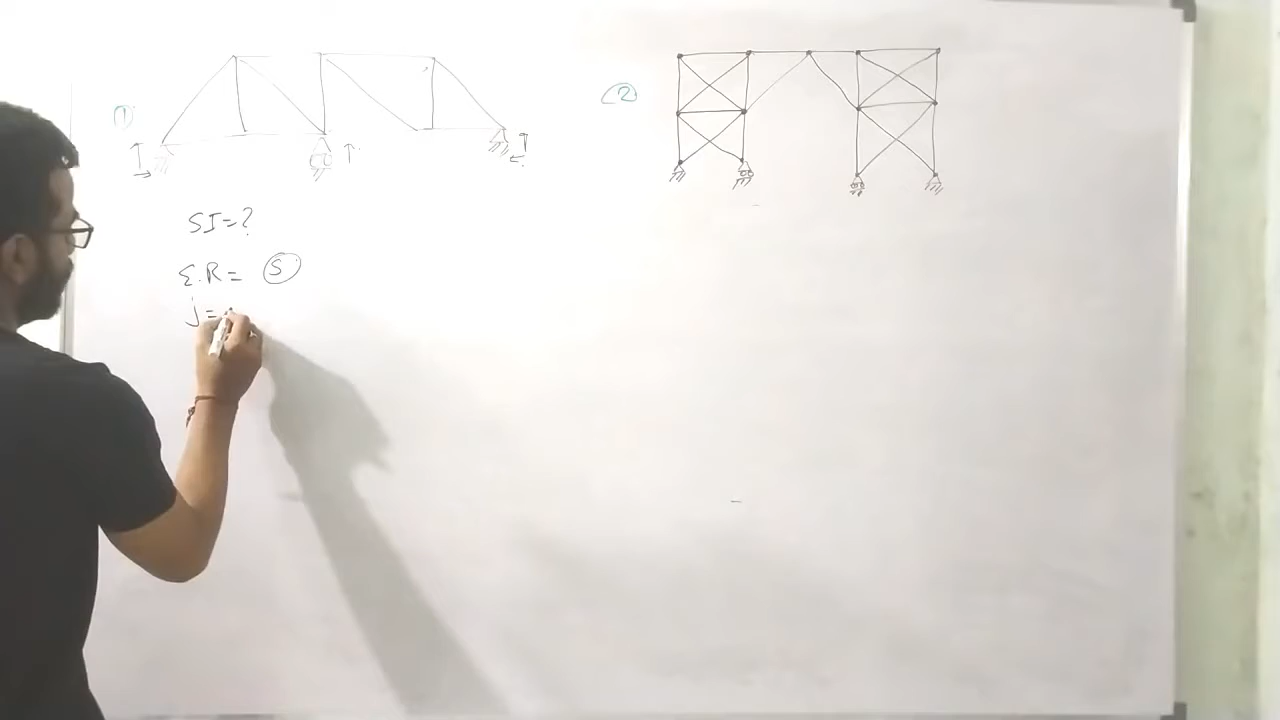 ①
②
SI=?
Σ.R= ⑤
j=